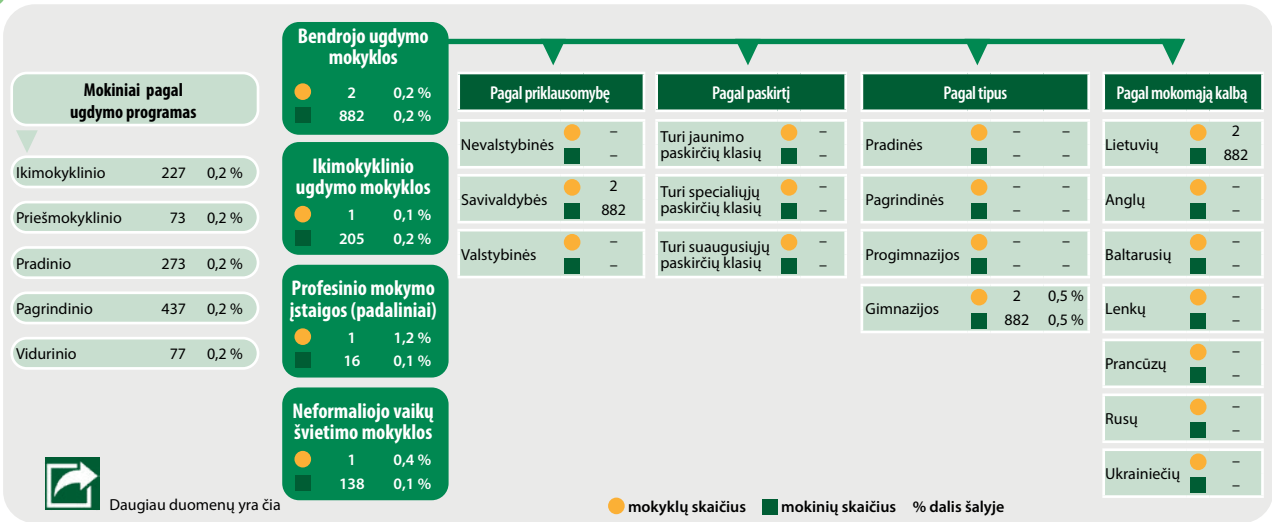 Mokiniai pagal
ugdymo programas
Ikimokyklinio 227 0,2 %
Priešmokyklinio 73 0,2 %
Pradinio 273 0,2 %
Pagrindinio 437 0,2 %
Vidurinio 77 0,2 %
Bendrojo ugdymo
mokyklos
2 0,2 %
882 0,2 %
Ikimokyklinio
ugdymo mokyklos
1 0,1 %
205 0,2 %
Profesinio mokymo
įstaigos (padaliniai)
1 1,2 %
16 0,1 %
Neformaliojo vaikų
švietimo mokyklos
1 0,4 %
138 0,1 %
Pagal priklausomybę
Nevalstybinės –
–
Savivaldybės 2
882
Valstybinės –
–
Pagal paskirtį
Turi jaunimo –
paskirčių klasių –
Turi specialiųjų –
paskirčių klasių –
Turi suaugusiųjų –
paskirčių klasių –
Pagal tipus
Pradinės – –
– –
Pagrindinės – –
– –
Progimnazijos – –
– –
Gimnazijos 2 0,5 %
882 0,5 %
Pagal mokomąją kalbą
Lietuvių 2
882
Anglų –
–
Baltarusių –
–
Lenkų –
–
Prancūzų –
–
Rusų –
–
Ukrainiečių –
–
Daugiau duomenų yra čia
mokyklų skaičius mokinių skaičius % dalis šalyje